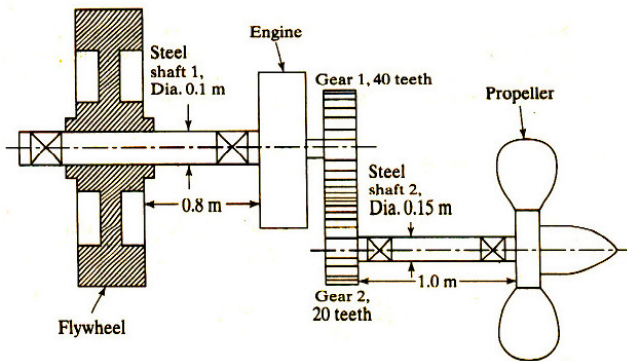 Engine
Steel
shaft 1,
Dia. 0.1 m
Gear 1, 40 teeth
Propeller
Steel
shaft 2,
Dia. 0.15 m
0.8 m
1.0 m
Gear 2,
20 teeth
Flywheel